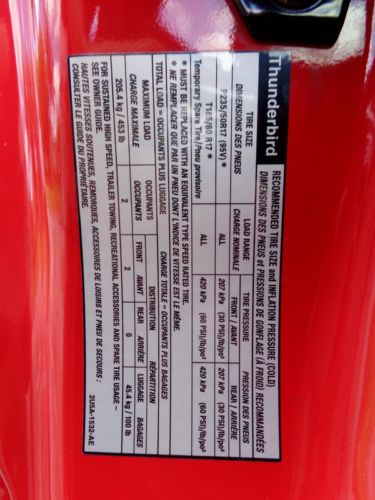 Thunderbird
RECOMMENDED TIRE SIZE and INFLATION PRESSURE (COLD)
DIMENSIONS DES PNEUS et PRESSIONS DE GONFLAGE (À FROID) RECOMMANDÉES
TIRE SIZE LOAD RANGE TIRE PRESSURE / PRESSION DES PNEUS
DIMENSIONS DES PNEUS CHARGE NOMINALE FRONT / AVANT REAR / ARRIÈRE
P235/50R17 (95V) * ALL 207 kPa (30 PSI)/lb/po² 207 kPa (30 PSI)/lb/po²
T165/80 R17 * ALL 420 kPa (60 PSI)/lb/po² 420 kPa (60 PSI)/lb/po²
Temporary Spare Tire/Pneu provisoire
* MUST BE REPLACED WITH AN EQUIVALENT TYPE SPEED RATED TIRE.
* NE REMPLACER QUE PAR UN PNEU DONT L'INDICE DE VITESSE EST LE MÊME.
TOTAL LOAD = OCCUPANTS PLUS LUGGAGE CHARGE TOTALE = OCCUPANTS PLUS BAGAGES
MAXIMUM LOAD OCCUPANTS DISTRIBUTION / RÉPARTITION
CHARGE MAXIMALE OCCUPANTS FRONT AVANT REAR ARRIÈRE LUGGAGE BAGAGES
205.4 kg / 453 lb 2 2 0 45.4 kg / 100 lb
FOR SUSTAINED HIGH SPEED, TRAILER TOWING, RECREATIONAL ACCESSORIES AND SPARE TIRE USAGE –
SEE OWNER GUIDE.
HAUTES VITESSES SOUTENUES, REMORQUAGE, ACCESSOIRES DE LOISIRS ET PNEU DE SECOURS :
CONSULTER LE GUIDE DU PROPRIÉTAIRE.
2U5A-1532-AE